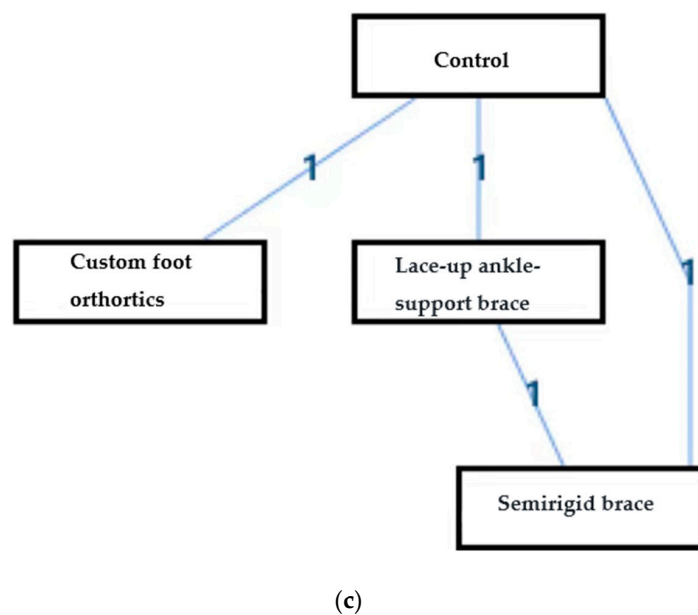 Control
1
1
Custom foot
orthortics
Lace-up ankle-
support brace
1
1
Semirigid brace
(c)